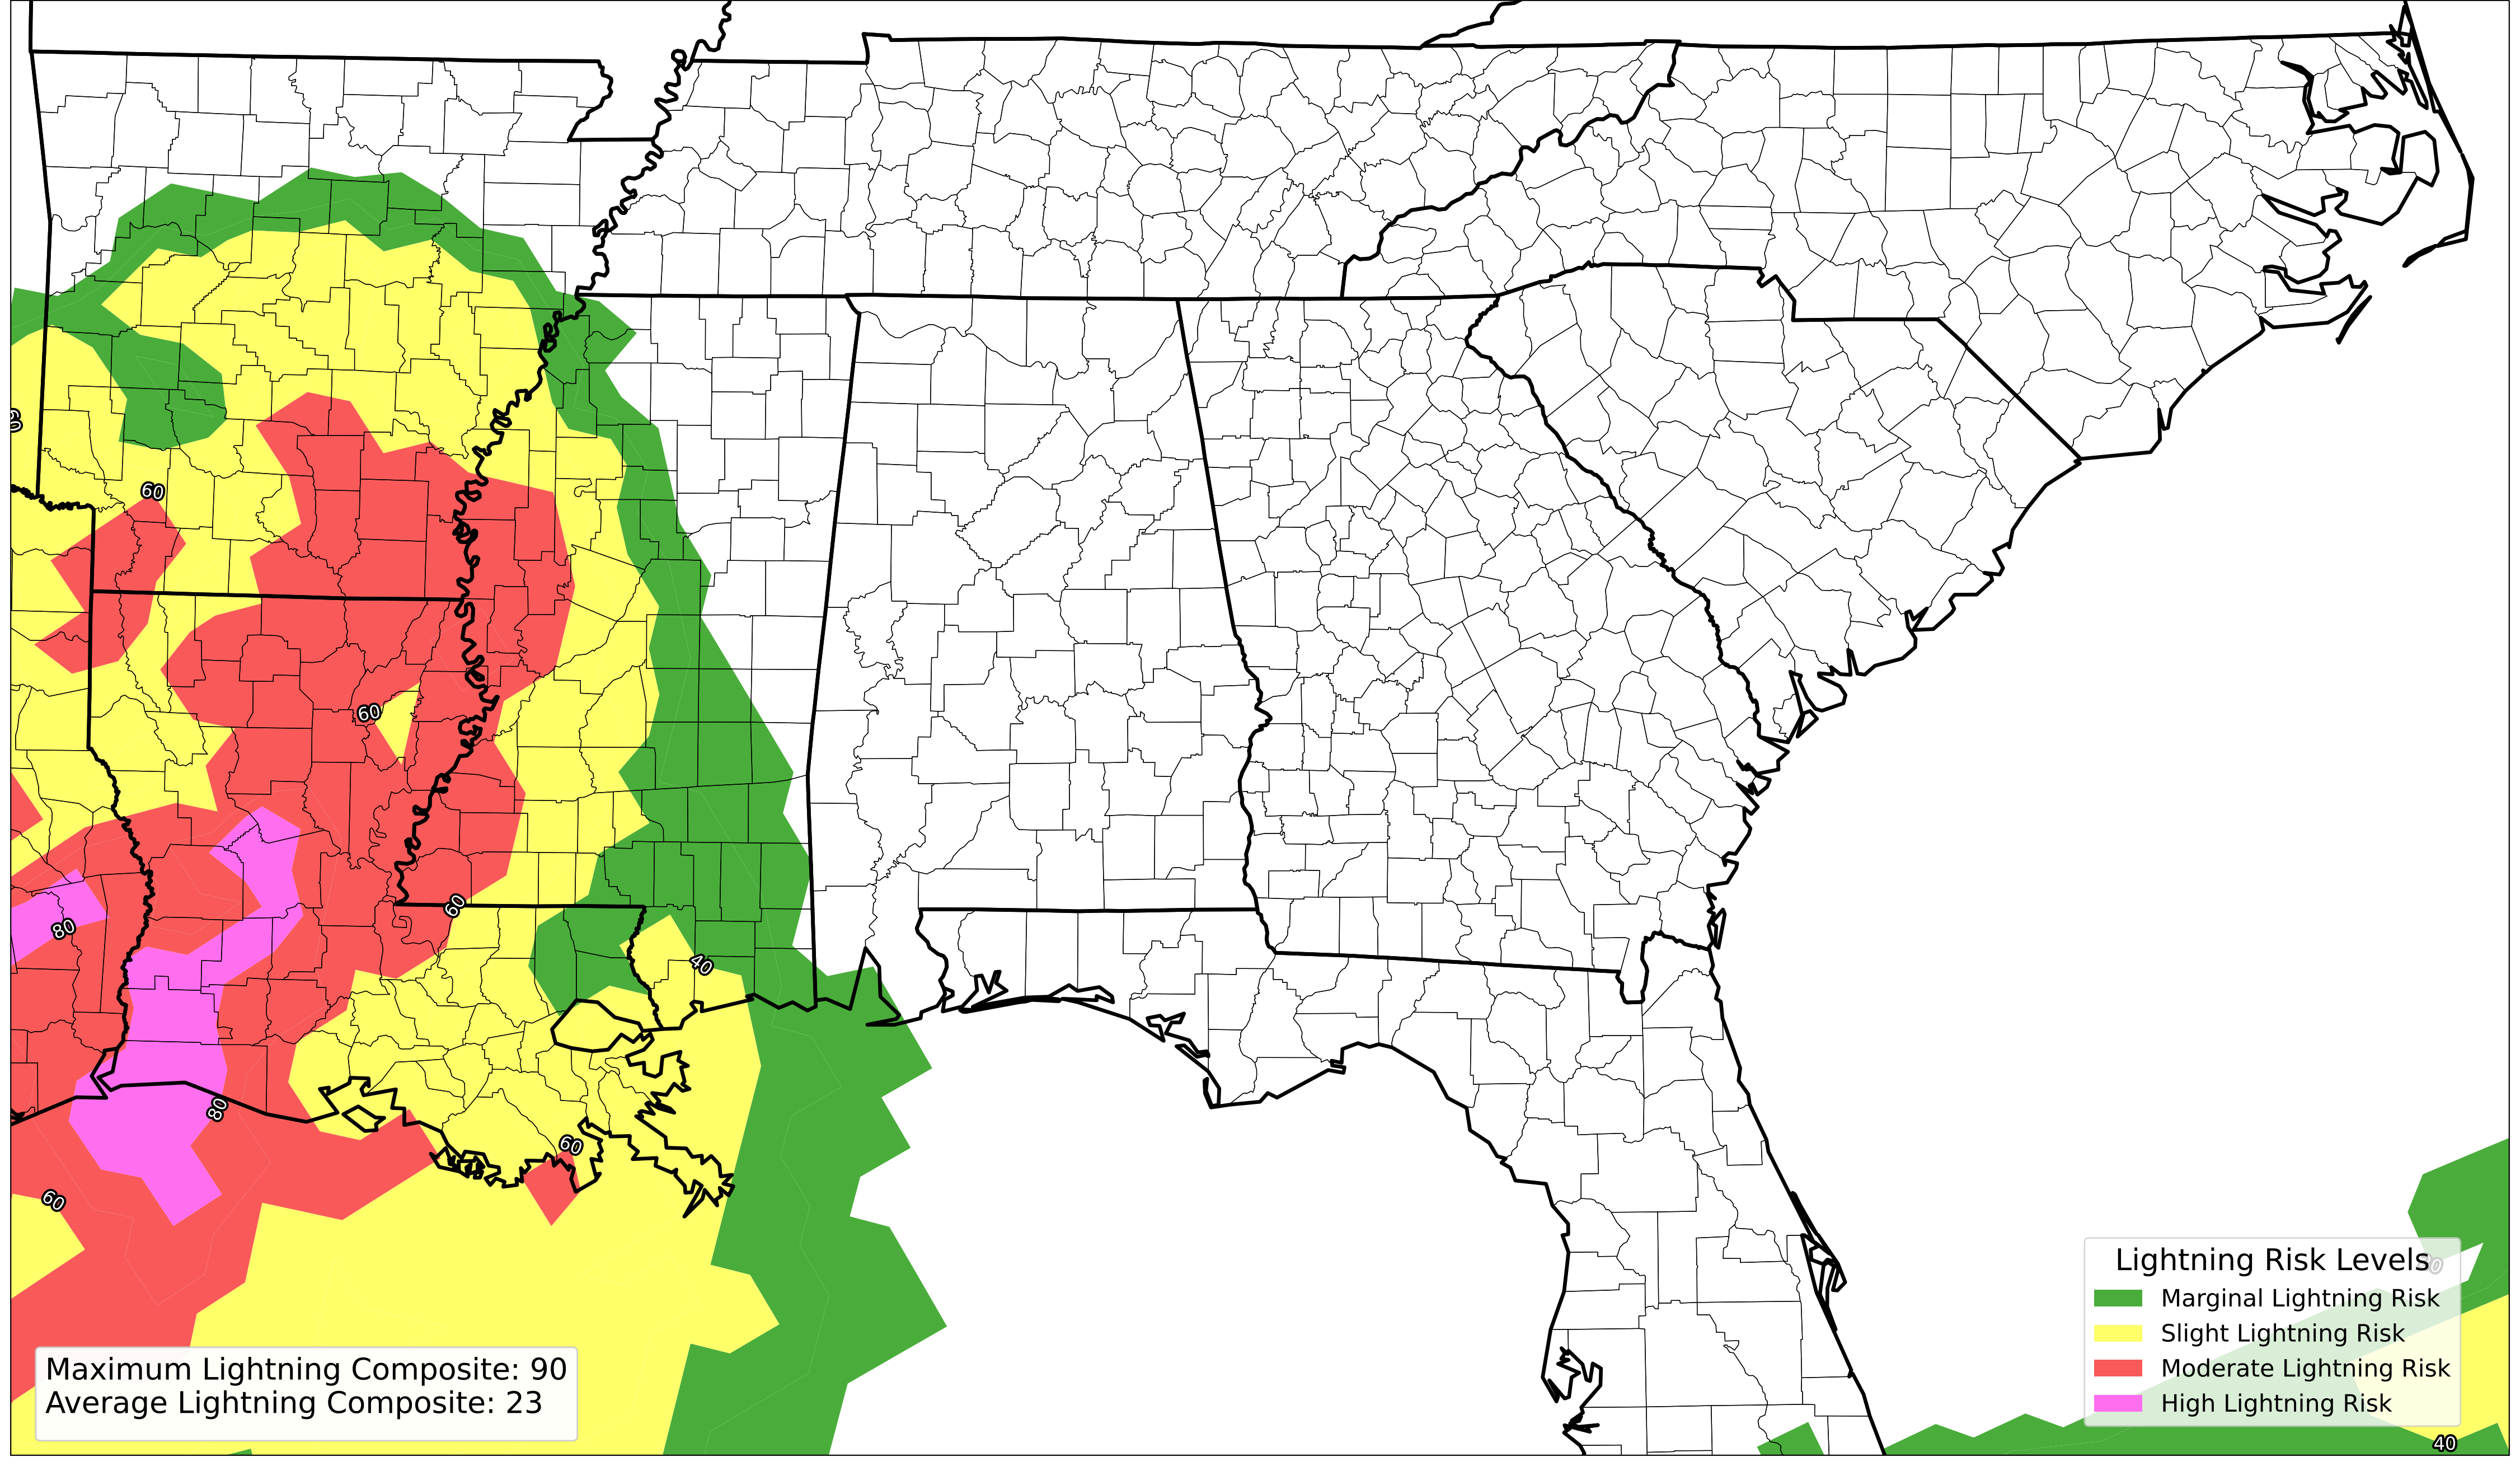 60
60
60
40
80
80
60
60
Lightning Risk Levels
Marginal Lightning Risk
Slight Lightning Risk
Moderate Lightning Risk
High Lightning Risk
Maximum Lightning Composite: 90
Average Lightning Composite: 23
40